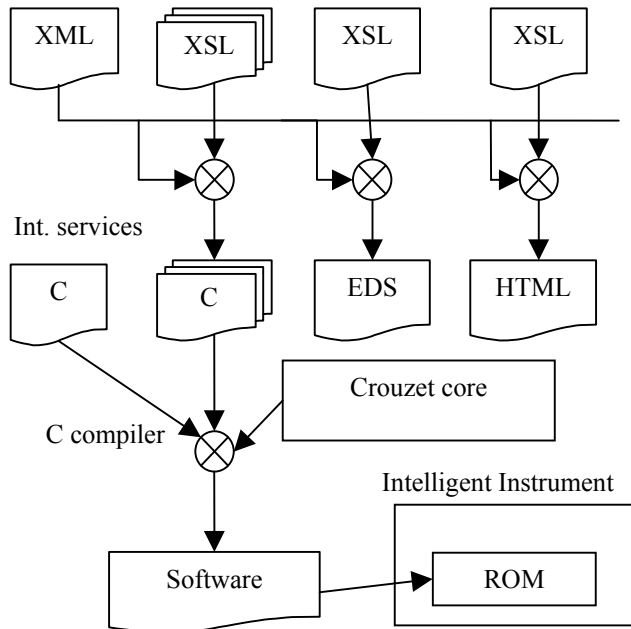 XML
XSL
XSL
XSL
Int. services
C
C
EDS
HTML
Crouzet core
C compiler
Intelligent Instrument
Software
ROM